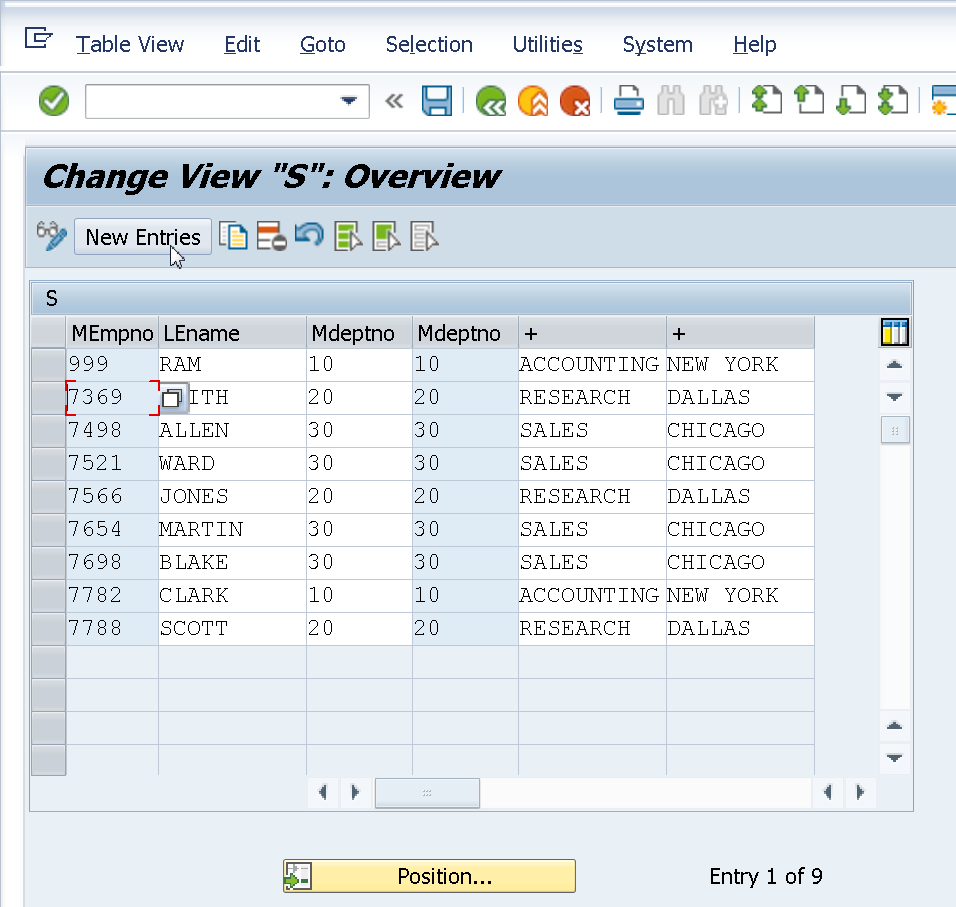 Table View Edit Goto Selection Utilities System Help
Change View "S": Overview
New Entries
S
MEmpno LEname Mdeptno Mdeptno + +
999 RAM 10 10 ACCOUNTING NEW YORK
7369 ITH 20 20 RESEARCH DALLAS
7498 ALLEN 30 30 SALES CHICAGO
7521 WARD 30 30 SALES CHICAGO
7566 JONES 20 20 RESEARCH DALLAS
7654 MARTIN 30 30 SALES CHICAGO
7698 BLAKE 30 30 SALES CHICAGO
7782 CLARK 10 10 ACCOUNTING NEW YORK
7788 SCOTT 20 20 RESEARCH DALLAS
Position... Entry 1 of 9